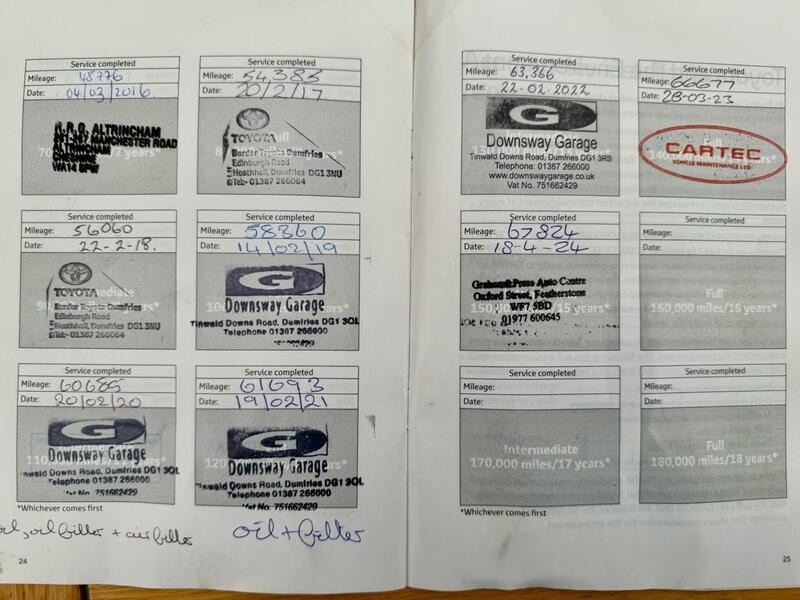 Service completed
Mileage: 48776
Date: 04/03/2016
R.R.G. ALTRINCHAM
ALTRINCHAM
CHESHIRE
WA14 5PW
Service completed
Mileage: 54,385
Date: 20/2/17
TOYOTA
Border Toyota Dumfries
Edinburgh Road
Heathhall, Dumfries DG1 3NU
Tel:- 01387 266064
Service completed
Mileage: 56060
Date: 22-2-18.
TOYOTA
Border Toyota Dumfries
Edinburgh Road
Heathhall, Dumfries DG1 3NU
Tel:- 01387 266064
Service completed
Mileage: 58360
Date: 14/02/19
G
Downsway Garage
Tinwald Downs Road, Dumfries DG1 3QL
Telephone 01387 266000
Service completed
Mileage: 60685
Date: 20/02/20
G
Downsway Garage
Tinwald Downs Road, Dumfries DG1 3QL
Telephone 01387 266000
Vat No. 751662429
Service completed
Mileage: 61693
Date: 19/02/21
G
Downsway Garage
Tinwald Downs Road, Dumfries DG1 3QL
Telephone 01387 266000
Vat No. 751662429
*Whichever comes first
oil, oil filter + air filter
oil + filter
24
Service completed
Mileage: 63,366
Date: 22-02-2022
G
Downsway Garage
Tinwald Downs Road, Dumfries DG1 3RS
Telephone: 01387 266000
www.downswaygarage.co.uk
Vat No. 751662429
Service completed
Mileage: 66677
Date: 28-03-23
CARTEC
VEHICLE MAINTENANCE LTD
Service completed
Mileage: 67824
Date: 18-4-24
Auto Centre
Oxford Street, Featherstone
WF7 5BD
01977 600645
Service completed
Mileage:
Date:
Full
160,000 miles/16 years*
Service completed
Mileage:
Date:
Intermediate
170,000 miles/17 years*
Service completed
Mileage:
Date:
Full
180,000 miles/18 years*
*Whichever comes first
25